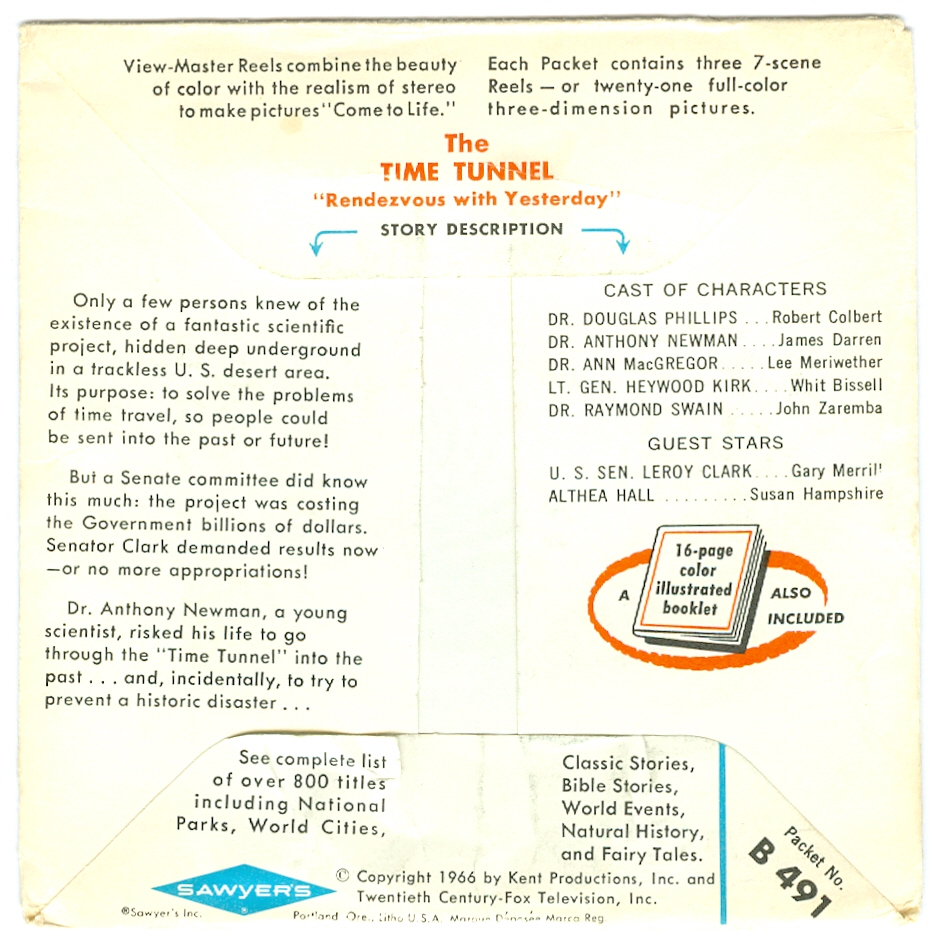 View-Master Reels combine the beauty
of color with the realism of stereo
to make pictures "Come to Life."
Each Packet contains three 7-scene
Reels — or twenty-one full-color
three-dimension pictures.
The
TIME TUNNEL
"Rendezvous with Yesterday"
STORY DESCRIPTION
Only a few persons knew of the
existence of a fantastic scientific
project, hidden deep underground
in a trackless U. S. desert area.
Its purpose: to solve the problems
of time travel, so people could
be sent into the past or future!
But a Senate committee did know
this much: the project was costing
the Government billions of dollars.
Senator Clark demanded results now
—or no more appropriations!
Dr. Anthony Newman, a young
scientist, risked his life to go
through the "Time Tunnel" into the
past . . . and, incidentally, to try to
prevent a historic disaster . . .
CAST OF CHARACTERS
DR. DOUGLAS PHILLIPS . . . Robert Colbert
DR. ANTHONY NEWMAN . . . . James Darren
DR. ANN MacGREGOR . . . . . Lee Meriwether
LT. GEN. HEYWOOD KIRK . . . . Whit Bissell
DR. RAYMOND SWAIN . . . . . John Zaremba
GUEST STARS
U. S. SEN. LEROY CLARK . . . . Gary Merril'
ALTHEA HALL . . . . . . . . . Susan Hampshire
A
16-page
color
illustrated
booklet
ALSO
INCLUDED
See complete list
of over 800 titles
including National
Parks, World Cities,
Classic Stories,
Bible Stories,
World Events,
Natural History,
and Fairy Tales.
SAWYER'S
®
®Sawyer's Inc.
© Copyright 1966 by Kent Productions, Inc. and
Twentieth Century-Fox Television, Inc.
Portland, Ore., Litho U.S.A. Marque Déposée Marca Reg.
Packet No.
B 491